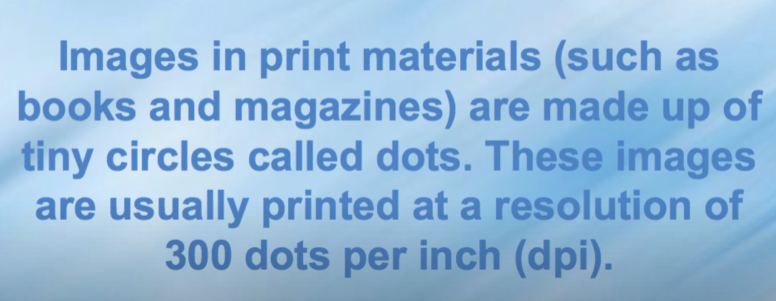 Images in print materials (such as
books and magazines) are made up of
tiny circles called dots. These images
are usually printed at a resolution of
300 dots per inch (dpi).